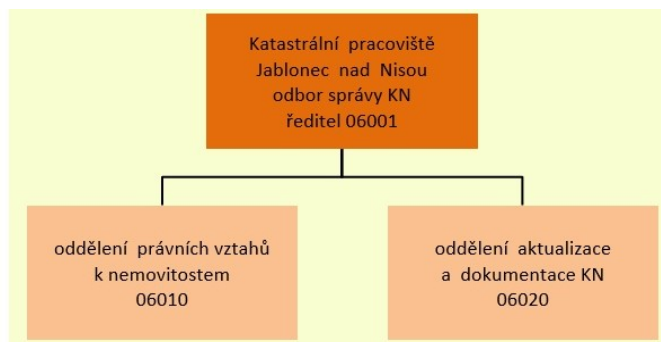 Katastrální pracoviště
Jablonec nad Nisou
odbor správy KN
ředitel 06001
oddělení právních vztahů
k nemovitostem
06010
oddělení aktualizace
a dokumentace KN
06020